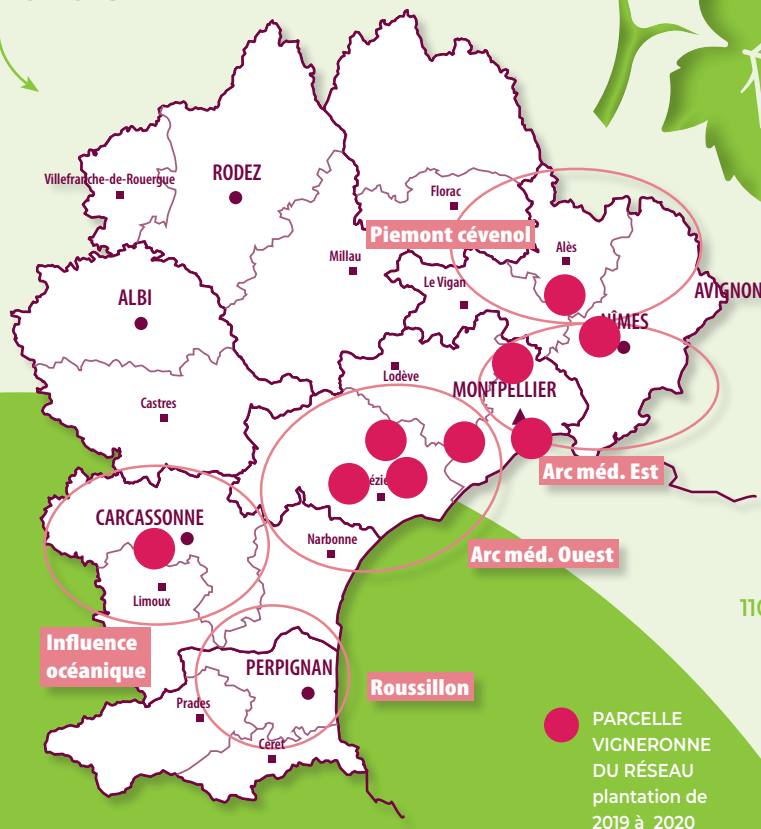 Villefranche-de-Rouergue
RODEZ
Florac
Piemont cévenol
Alès
Millau
Le Vigan
AVIGNON
ALBI
NÎMES
Lodève
MONTPELLIER
Castres
Arc méd. Est
CARCASSONNE
Narbonne
Arc méd. Ouest
Limoux
110
Influence
océanique
PERPIGNAN
Roussillon
Prades
Céret
PARCELLE
VIGNERONNE
DU RÉSEAU
plantation de
2019 à 2020